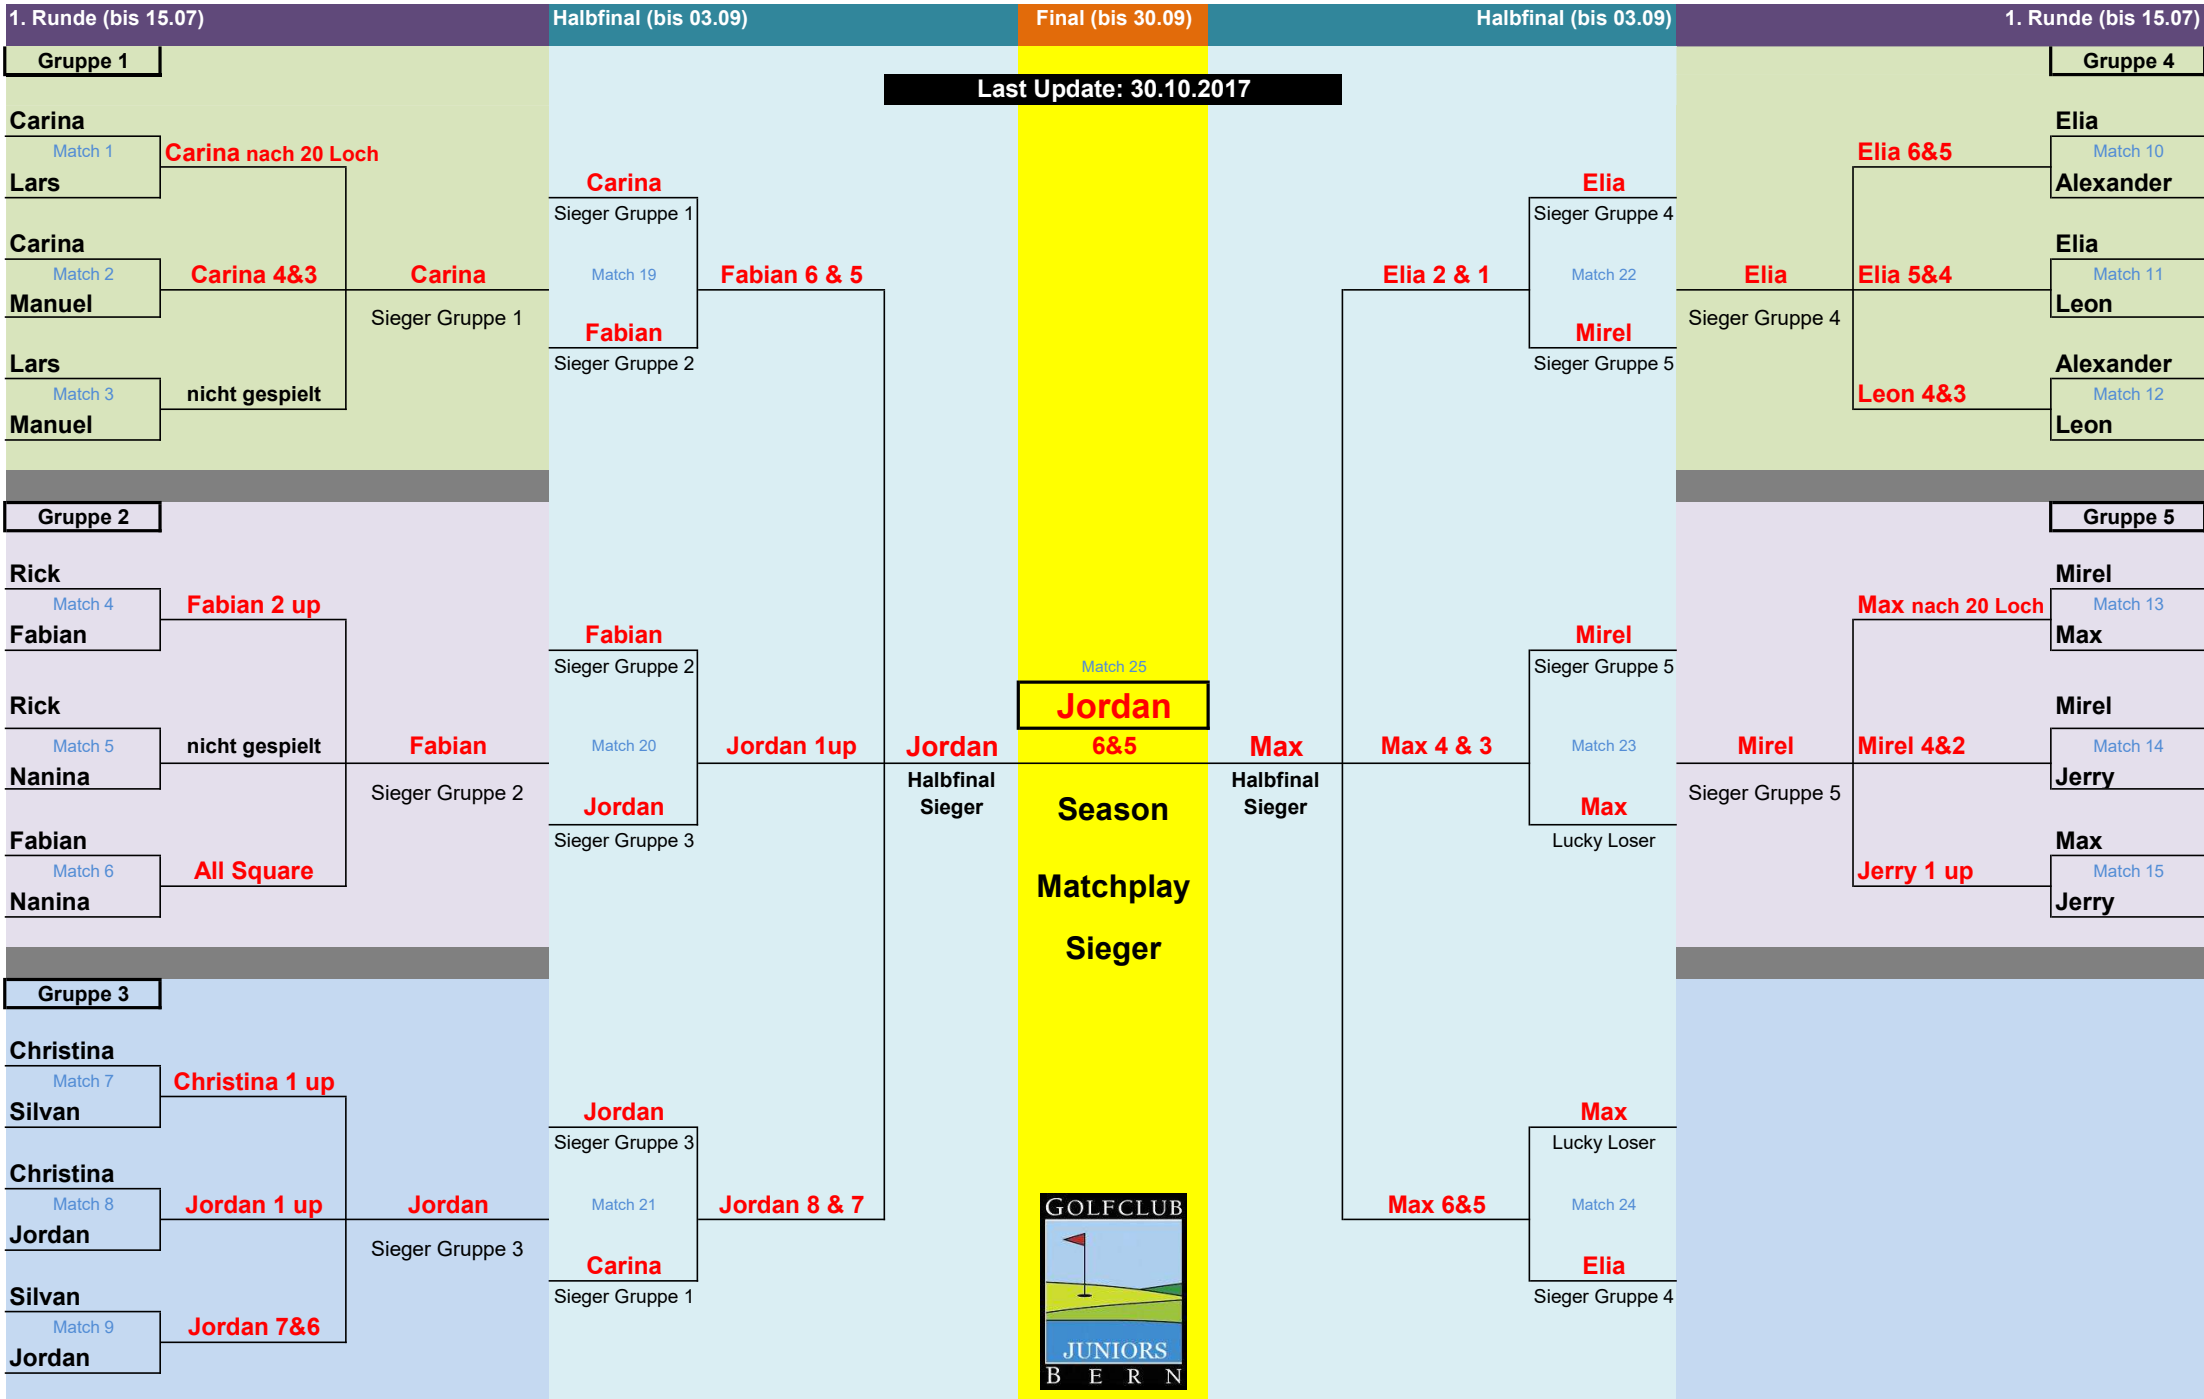 1. Runde (bis 15.07)
Halbfinal (bis 03.09)
Final (bis 30.09)
Halbfinal (bis 03.09)
1. Runde (bis 15.07)
Last Update: 30.10.2017
Gruppe 1
Carina
Match 1
Carina nach 20 Loch
Lars
Carina
Match 2
Carina 4&3
Manuel
Lars
Match 3
nicht gespielt
Manuel
Carina
Sieger Gruppe 1
Gruppe 2
Rick
Match 4
Fabian 2 up
Fabian
Rick
Match 5
nicht gespielt
Nanina
Fabian
Match 6
All Square
Nanina
Fabian
Sieger Gruppe 2
Gruppe 3
Christina
Match 7
Christina 1 up
Silvan
Christina
Match 8
Jordan 1 up
Jordan
Silvan
Match 9
Jordan 7&6
Jordan
Jordan
Sieger Gruppe 3
Carina
Sieger Gruppe 1
Match 19
Fabian 6 & 5
Fabian
Sieger Gruppe 2
Fabian
Sieger Gruppe 2
Match 20
Jordan 1up
Jordan
Sieger Gruppe 3
Jordan
Sieger Gruppe 3
Match 21
Jordan 8 & 7
Carina
Sieger Gruppe 1
Jordan
Halbfinal
Sieger
Match 25
Jordan
6&5
Season
Matchplay
Sieger
GOLFCLUB
JUNIORS
BERN
Max
Halbfinal
Sieger
Elia
Sieger Gruppe 4
Elia 2 & 1
Match 22
Mirel
Sieger Gruppe 5
Mirel
Sieger Gruppe 5
Max 4 & 3
Match 23
Max
Lucky Loser
Max
Lucky Loser
Max 6&5
Match 24
Elia
Sieger Gruppe 4
Gruppe 4
Elia
Elia 6&5
Match 10
Alexander
Elia
Elia 5&4
Match 11
Leon
Alexander
Leon 4&3
Match 12
Leon
Elia
Sieger Gruppe 4
Gruppe 5
Mirel
Max nach 20 Loch
Match 13
Max
Mirel
Mirel 4&2
Match 14
Jerry
Max
Jerry 1 up
Match 15
Jerry
Mirel
Sieger Gruppe 5